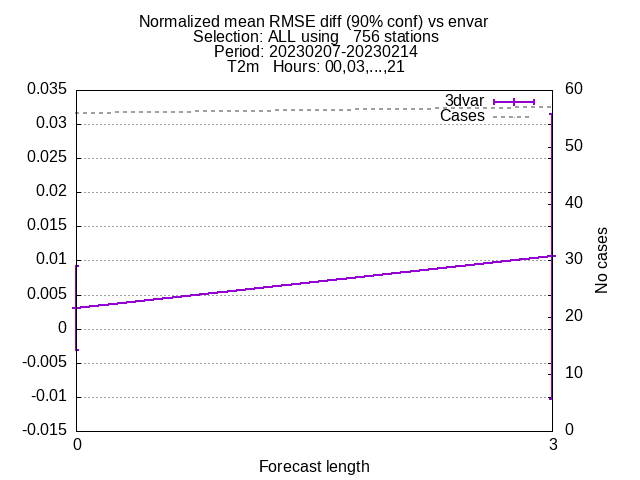 Normalized mean RMSE diff (90% conf) vs envar
Selection: ALL using   756 stations
Period: 20230207-20230214
T2m   Hours: 00,03,...,21
3dvar
Cases
0.035
0.03
0.025
0.02
0.015
0.01
0.005
0
-0.005
-0.01
-0.015
60
50
40
30
20
10
0
No cases
0
3
Forecast length